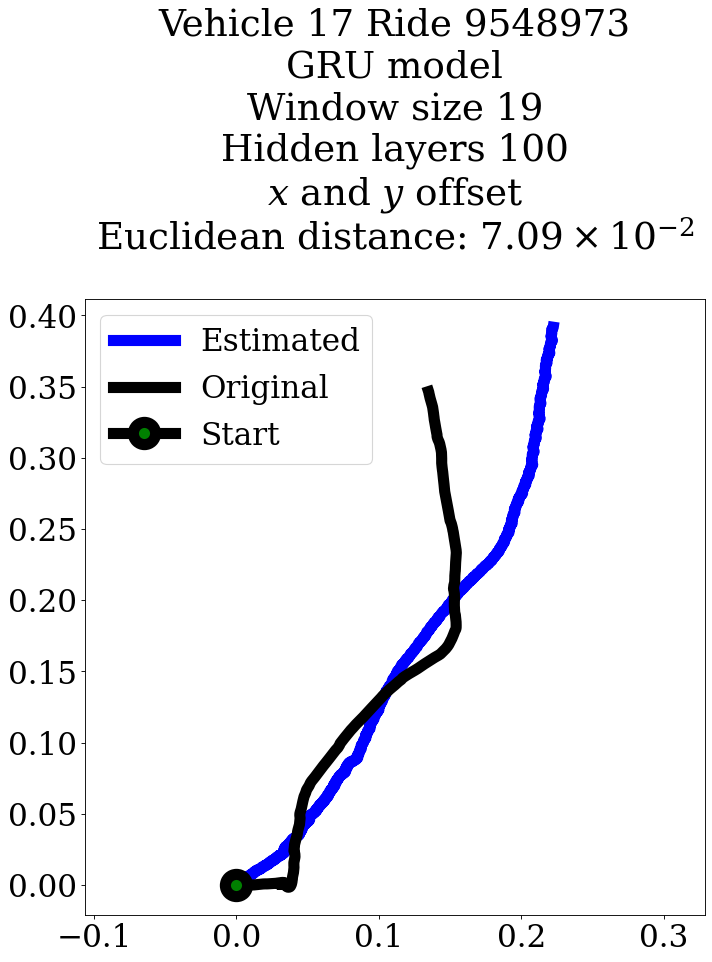 Vehicle 17 Ride 9548973
GRU model
Window size 19
Hidden layers 100
x and y offset
Euclidean distance: 7.09 × 10⁻²
Estimated
Original
Start
0.40
0.35
0.30
0.25
0.20
0.15
0.10
0.05
0.00
−0.1 0.0 0.1 0.2 0.3